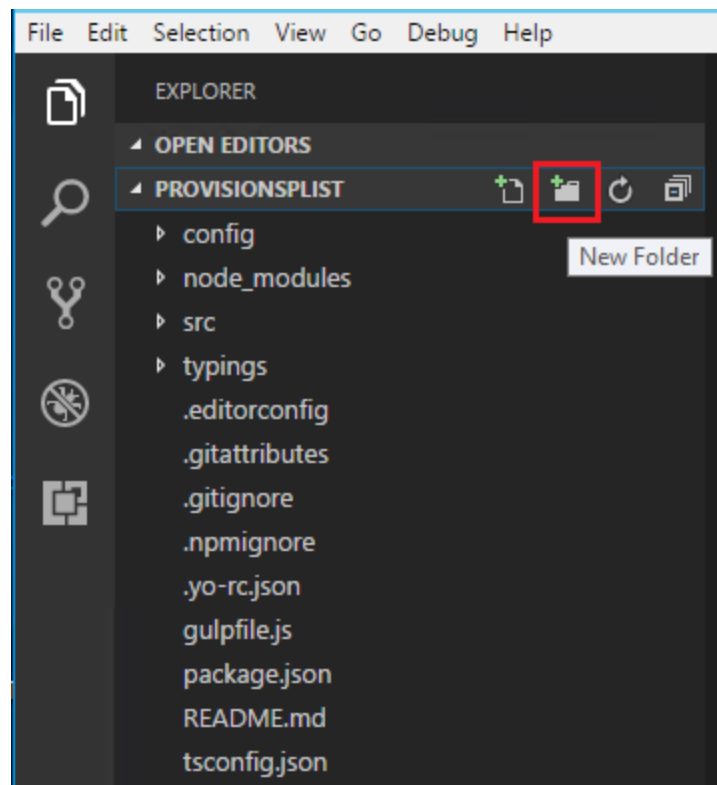 File Edit Selection View Go Debug Help
EXPLORER
OPEN EDITORS
PROVISIONSPLIST
config
New Folder
node_modules
src
typings
.editorconfig
.gitattributes
.gitignore
.npmignore
.yo-rc.json
gulpfile.js
package.json
README.md
tsconfig.json